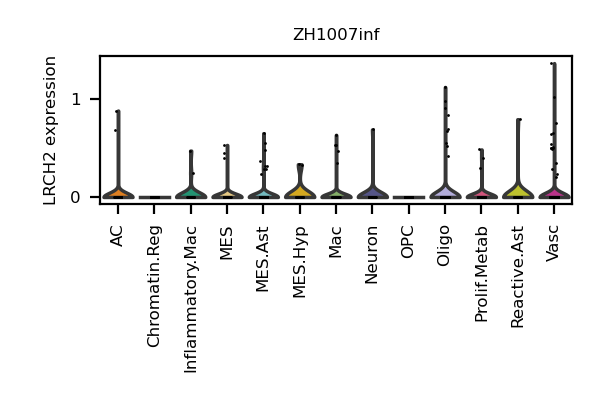 ZH1007inf
LRCH2 expression
1
0
AC
Chromatin.Reg
Inflammatory.Mac
MES
MES.Ast
MES.Hyp
Mac
Neuron
OPC
Oligo
Prolif.Metab
Reactive.Ast
Vasc